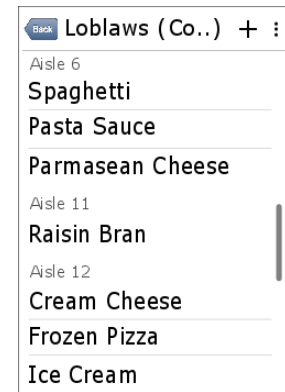 Back Loblaws (Co..) + ⋮
Aisle 6
Spaghetti
Pasta Sauce
Parmasean Cheese
Aisle 11
Raisin Bran
Aisle 12
Cream Cheese
Frozen Pizza
Ice Cream